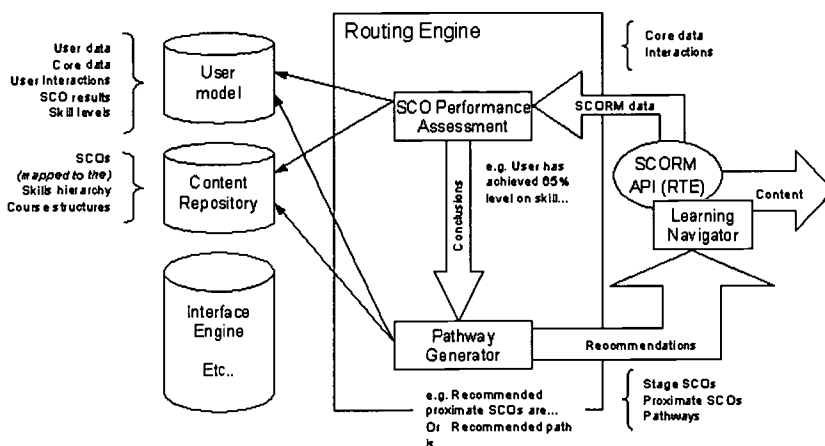 User data
Core data
User Interactions
SCO results
Skill levels
User
model
SCOs
(mapped to the)
Skills hierarchy
Course structures
Content
Repository
Interface
Engine
Etc..
Routing Engine
SCO Performance
Assessment
Conclusions
e.g. User has
achieved 65%
level on skill...
Pathway
Generator
e.g. Recommended
proximate SCOs are...
Or Recommended path
is
Core data
Interactions
SCORM data
SCORM
API (RTE)
Learning
Navigator
Content
Recommendations
Stage SCOs
Proximate SCOs
Pathways